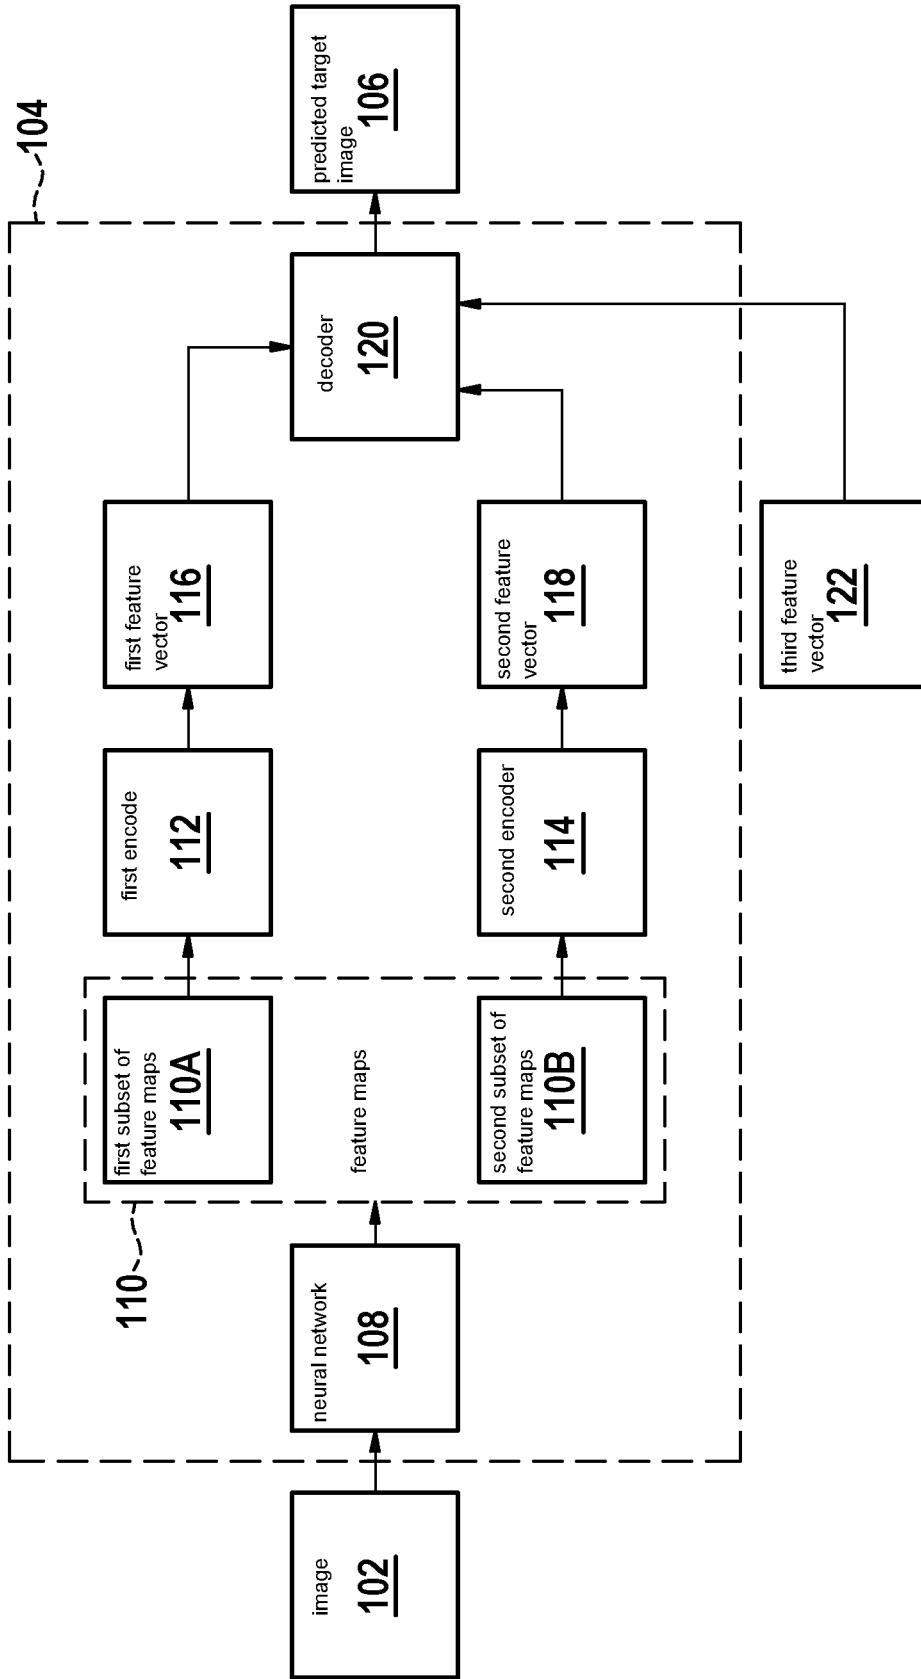 104
110
image
102
neural network
108
first subset of
feature maps
110A
feature maps
second subset of
feature maps
110B
first encode
112
second encoder
114
first feature
vector
116
second feature
vector
118
third feature
vector
122
decoder
120
predicted target
image
106